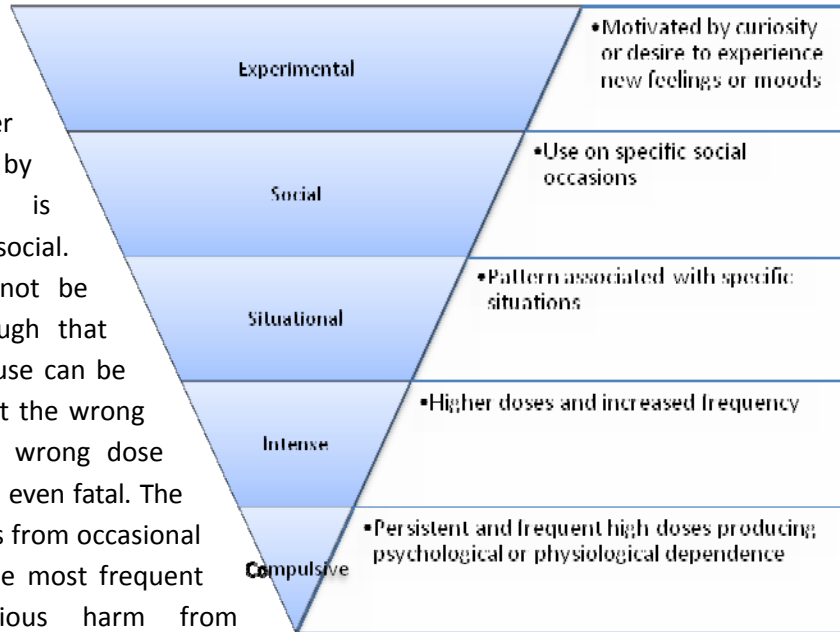 Experimental
•Motivated by curiosity
or desire to experience
new feelings or moods
Social
•Use on specific social
occasions
Situational
•Pattern associated with specific
situations
Intense
•Higher doses and increased frequency
Compulsive
•Persistent and frequent high doses producing
psychological or physiological dependence
er
by
is
social.
not be
ugh that
use can be
t the wrong
wrong dose
even fatal. The
s from occasional
e most frequent
ious harm from